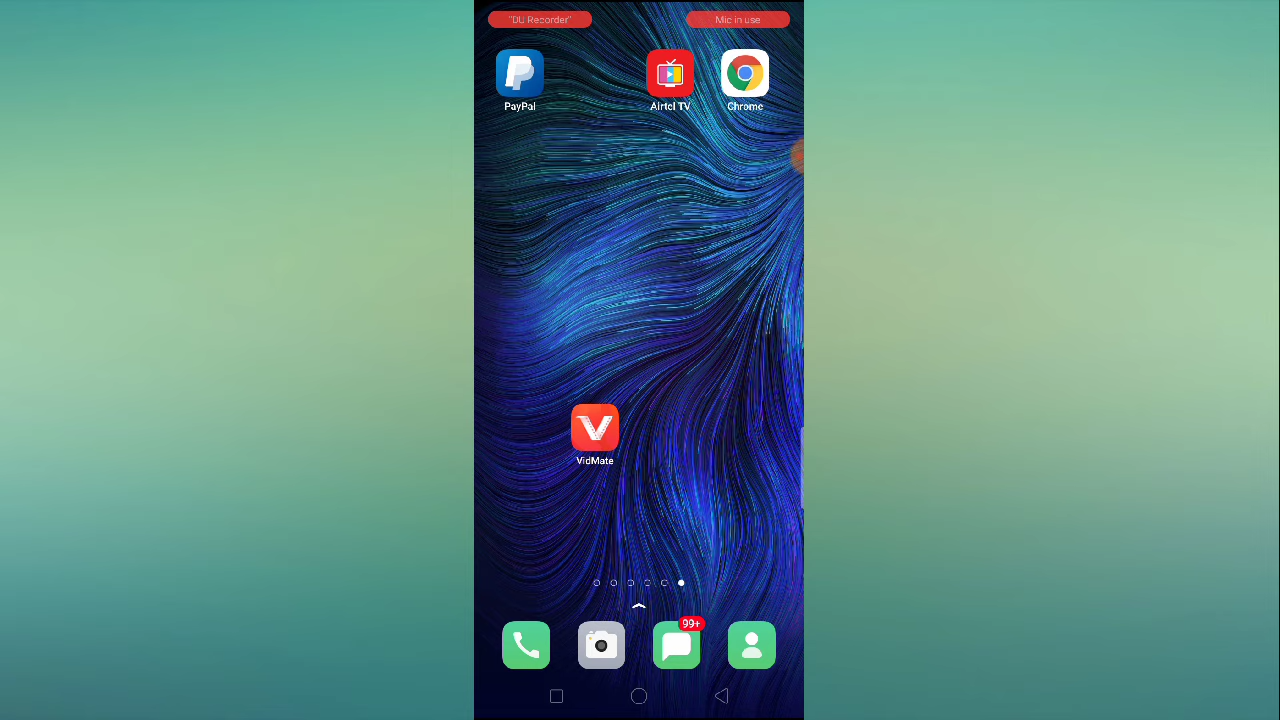 "DU Recorder"
Mic in use
PayPal
Airtel TV
Chrome
VidMate
99+